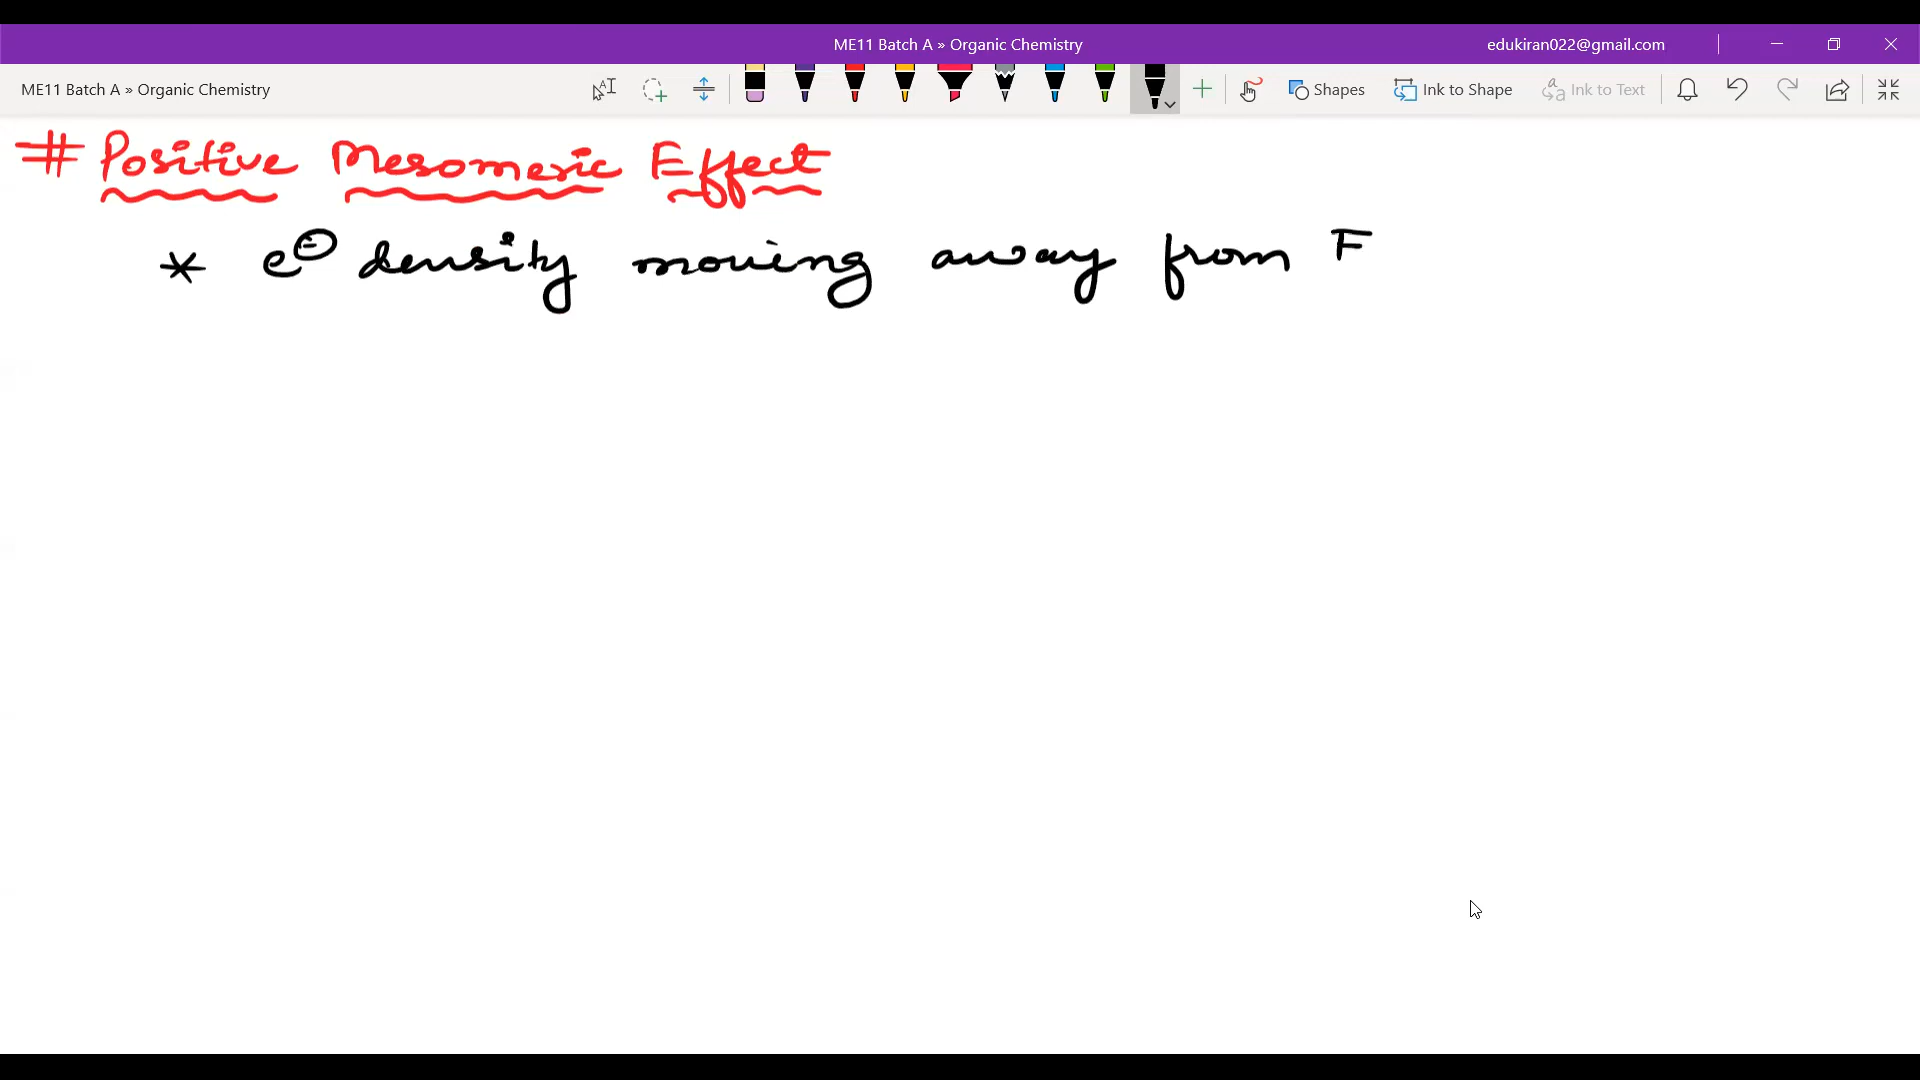 ME11 Batch A » Organic Chemistry
edukiran022@gmail.com
ME11 Batch A » Organic Chemistry
Shapes
Ink to Shape
Ink to Text
# Positive Mesomeric Effect
* e⊖ density moving away from F